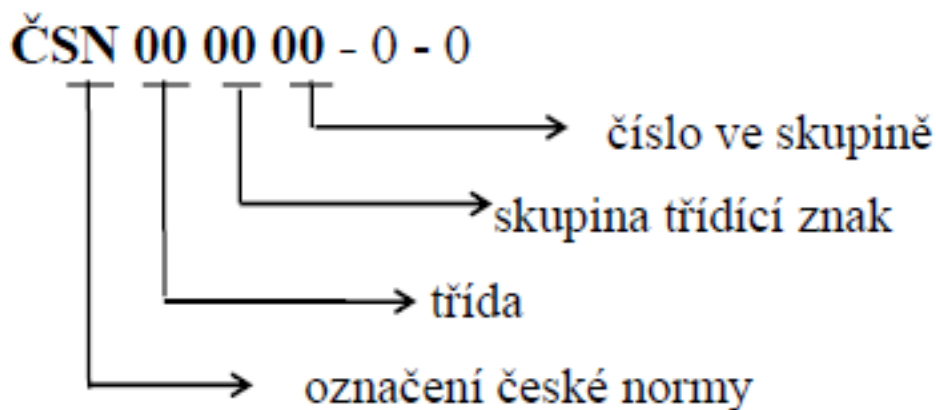 ČSN 00 00 00 - 0 - 0
číslo ve skupině
skupina třídící znak
třída
označení české normy